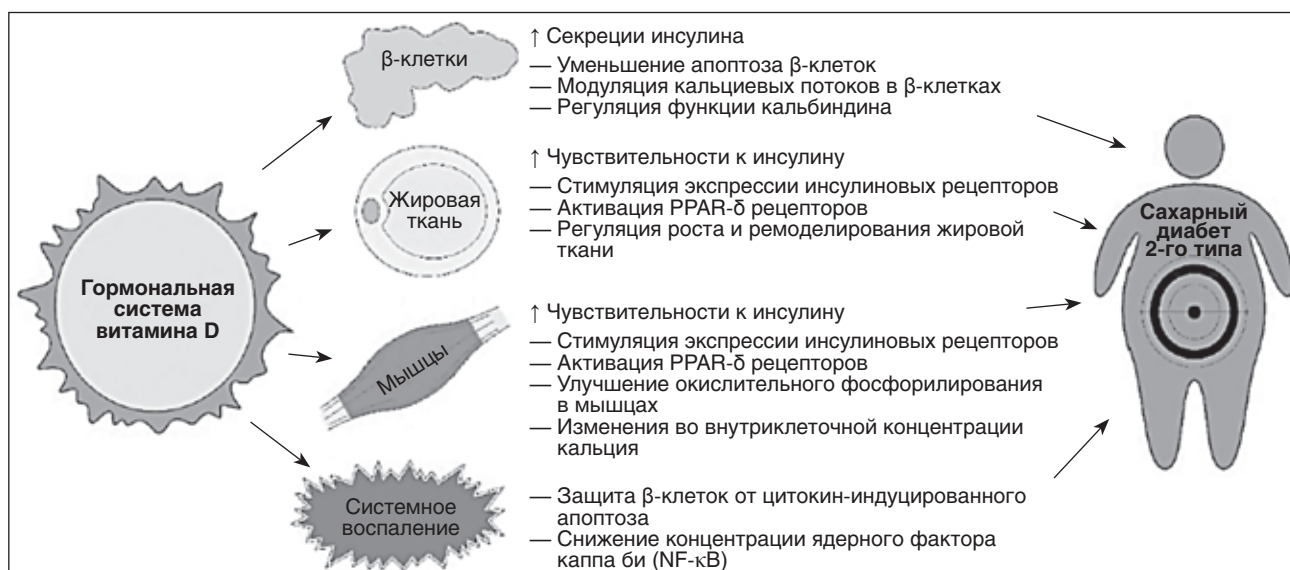 Гормональная
система
витамина D
β-клетки
↑ Секреции инсулина
— Уменьшение апоптоза β-клеток
— Модуляция кальциевых потоков в β-клетках
— Регуляция функции кальбиндина
Жировая
ткань
↑ Чувствительности к инсулину
— Стимуляция экспрессии инсулиновых рецепторов
— Активация PPAR-δ рецепторов
— Регуляция роста и ремоделирования жировой
ткани
Мышцы
↑ Чувствительности к инсулину
— Стимуляция экспрессии инсулиновых рецепторов
— Активация PPAR-δ рецепторов
— Улучшение окислительного фосфорилирования
в мышцах
— Изменения во внутриклеточной концентрации
кальция
Системное
воспаление
— Защита β-клеток от цитокин-индуцированного
апоптоза
— Снижение концентрации ядерного фактора
каппа би (NF-κB)
Сахарный
диабет
2-го типа